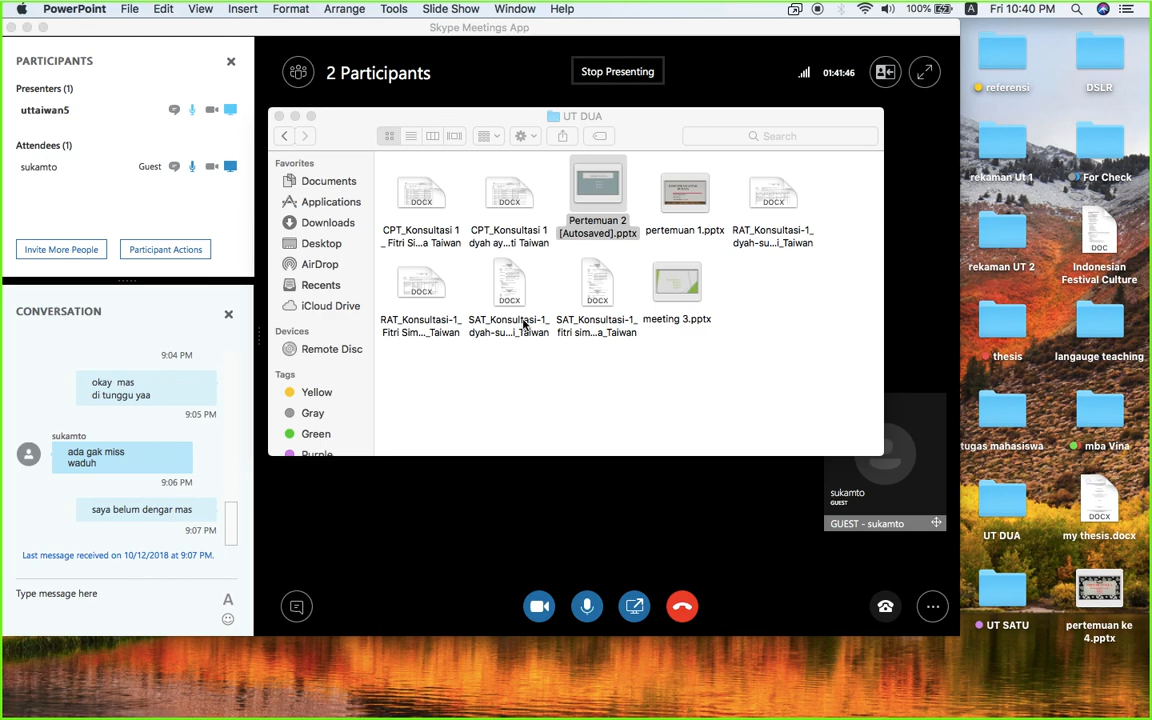 PowerPoint File Edit View Insert Format Arrange Tools Slide Show Window Help 100% A Fri 10:40 PM
Skype Meetings App
PARTICIPANTS
Presenters (1)
uttaiwan5
Attendees (1)
sukamto Guest
Invite More People Participant Actions
2 Participants
Stop Presenting
01:41:46
CONVERSATION
9:04 PM
okay mas
di tunggu yaa
9:05 PM
sukamto
ada gak miss
waduh
9:06 PM
saya belum dengar mas
9:07 PM
Last message received on 10/12/2018 at 9:07 PM.
Type message here
A
UT DUA
Search
Favorites
Documents
Applications
Downloads
Desktop
AirDrop
Recents
iCloud Drive
Devices
Remote Disc
Tags
Yellow
Gray
Green
Purple
DOCX
CPT_Konsultasi 1
_ Fitri Si...a Taiwan
DOCX
CPT_Konsultasi 1
dyah ay...ti Taiwan
Pertemuan 2
[Autosaved].pptx
pertemuan 1.pptx
DOCX
RAT_Konsultasi-1_
dyah-su...i_Taiwan
DOCX
RAT_Konsultasi-1_
Fitri Sim..._Taiwan
DOCX
SAT_Konsultasi-1_
dyah-su...i_Taiwan
DOCX
SAT_Konsultasi-1_
fitri sim...a_Taiwan
meeting 3.pptx
sukamto
GUEST
GUEST - sukamto
referensi
DSLR
rekaman Ut 1
For Check
rekaman UT 2
DOCX
Indonesian
Festival Culture
thesis
langauge teaching
tugas mahasiswa
mba Vina
UT DUA
DOCX
my thesis.docx
UT SATU
pertemuan ke
4.pptx